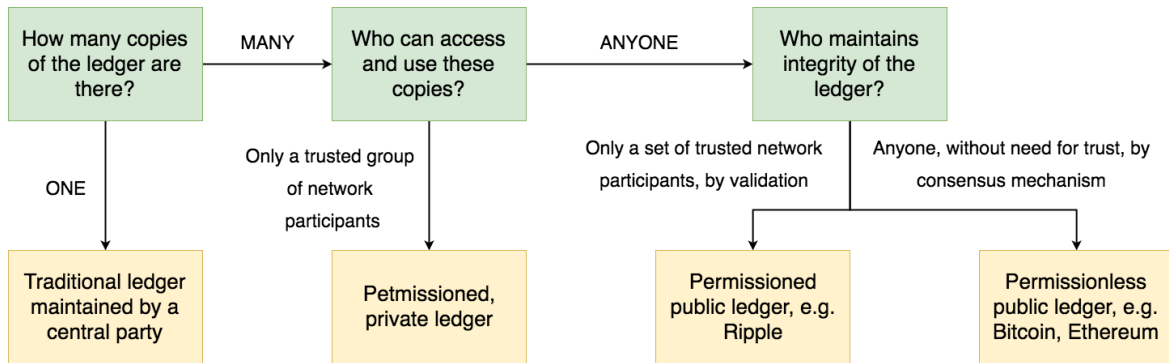 How many copies
of the ledger are
there?
MANY
Who can access
and use these
copies?
ANYONE
Who maintains
integrity of the
ledger?
ONE
Only a trusted group
of network
participants
Only a set of trusted network
participants, by validation
Anyone, without need for trust, by
consensus mechanism
Traditional ledger
maintained by a
central party
Petmissioned,
private ledger
Permissioned
public ledger, e.g.
Ripple
Permissionless
public ledger, e.g.
Bitcoin, Ethereum